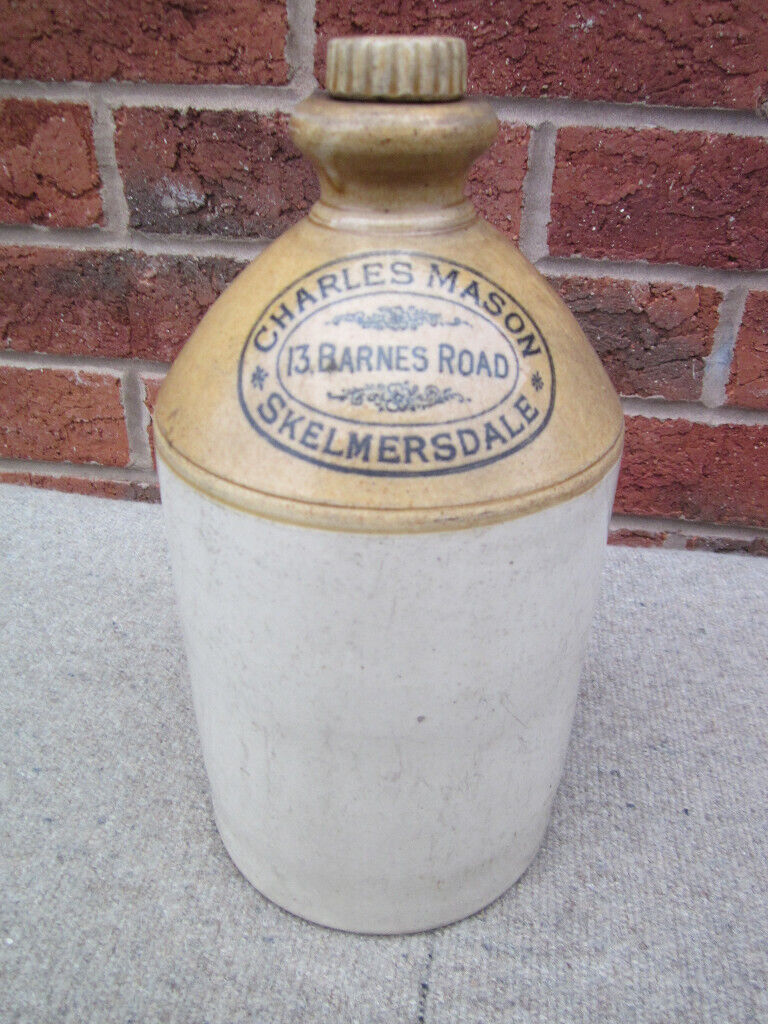 CHARLES MASON
13, BARNES ROAD
SKELMERSDALE